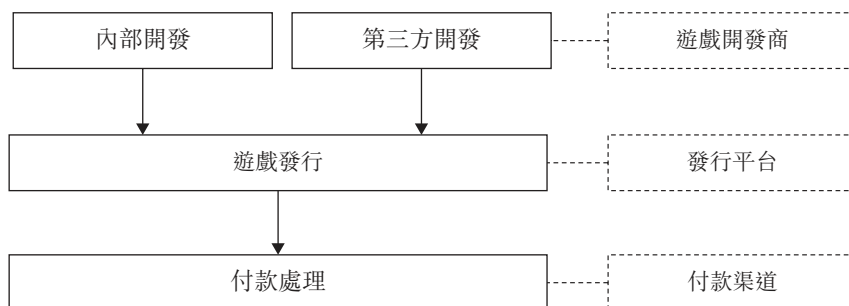 內部開發
第三方開發
遊戲開發商
遊戲發行
發行平台
付款處理
付款渠道